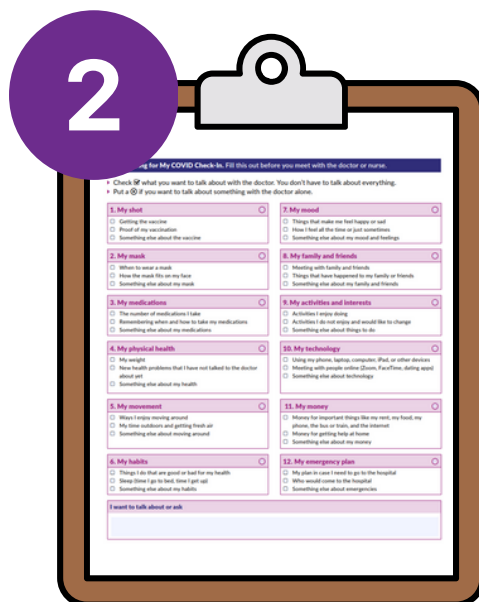 2
ng for My COVID Check-In. Fill this out before you meet with the doctor or nurse.
Check what you want to talk about with the doctor. You don't have to talk about everything.
Put a if you want to talk about something with the doctor alone.
1. My shot
Getting the vaccine
Proof of my vaccination
Something else about the vaccine
2. My mask
When to wear a mask
How the mask fits on my face
Something else about my mask
3. My medications
The number of medications I take
Remembering when and how to take my medications
Something else about my medications
4. My physical health
My weight
New health problems that I have not talked to the doctor
about yet
Something else about my health
5. My movement
Ways I enjoy moving around
My time outdoors and getting fresh air
Something else about moving around
6. My habits
Things I do that are good or bad for my health
Sleep (time I go to bed, time I get up)
Something else about my habits
7. My mood
Things that make me feel happy or sad
How I feel all the time or just sometimes
Something else about my mood and feelings
8. My family and friends
Meeting with family and friends
Things that have happened to my family or friends
Something else about my family and friends
9. My activities and interests
Activities I enjoy doing
Activities I do not enjoy and would like to change
Something else about things to do
10. My technology
Using my phone, laptop, computer, iPad, or other devices
Meeting with people online (Zoom, FaceTime, dating apps)
Something else about technology
11. My money
Money for important things like my rent, my food, my
phone, the bus or train, and the internet
Money for getting help at home
Something else about my money
12. My emergency plan
My plan in case I need to go to the hospital
Who would come to the hospital
Something else about emergencies
I want to talk about or ask